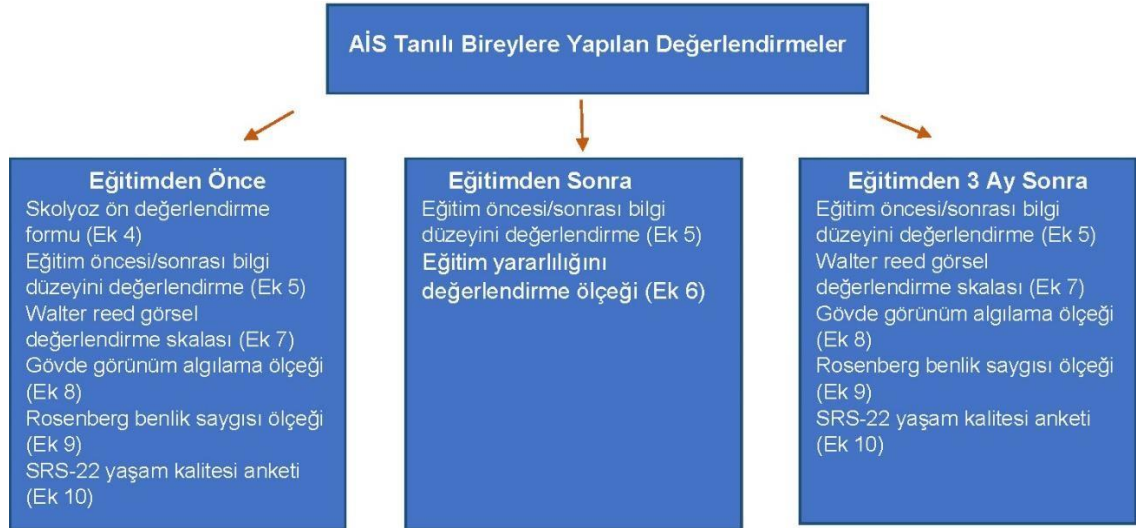 AİS Tanılı Bireylere Yapılan Değerlendirmeler
Eğitimden Önce
Skolyoz ön değerlendirme
formu (Ek 4)
Eğitim öncesi/sonrası bilgi
düzeyini değerlendirme (Ek 5)
Walter reed görsel
değerlendirme skalası (Ek 7)
Gövde görünüm algılama ölçeği
(Ek 8)
Rosenberg benlik saygısı ölçeği
(Ek 9)
SRS-22 yaşam kalitesi anketi
(Ek 10)
Eğitimden Sonra
Eğitim öncesi/sonrası bilgi
düzeyini değerlendirme (Ek 5)
Eğitim yararlılığını
değerlendirme ölçeği (Ek 6)
Eğitimden 3 Ay Sonra
Eğitim öncesi/sonrası bilgi
düzeyini değerlendirme (Ek 5)
Walter reed görsel
değerlendirme skalası (Ek 7)
Gövde görünüm algılama ölçeği
(Ek 8)
Rosenberg benlik saygısı ölçeği
(Ek 9)
SRS-22 yaşam kalitesi anketi
(Ek 10)